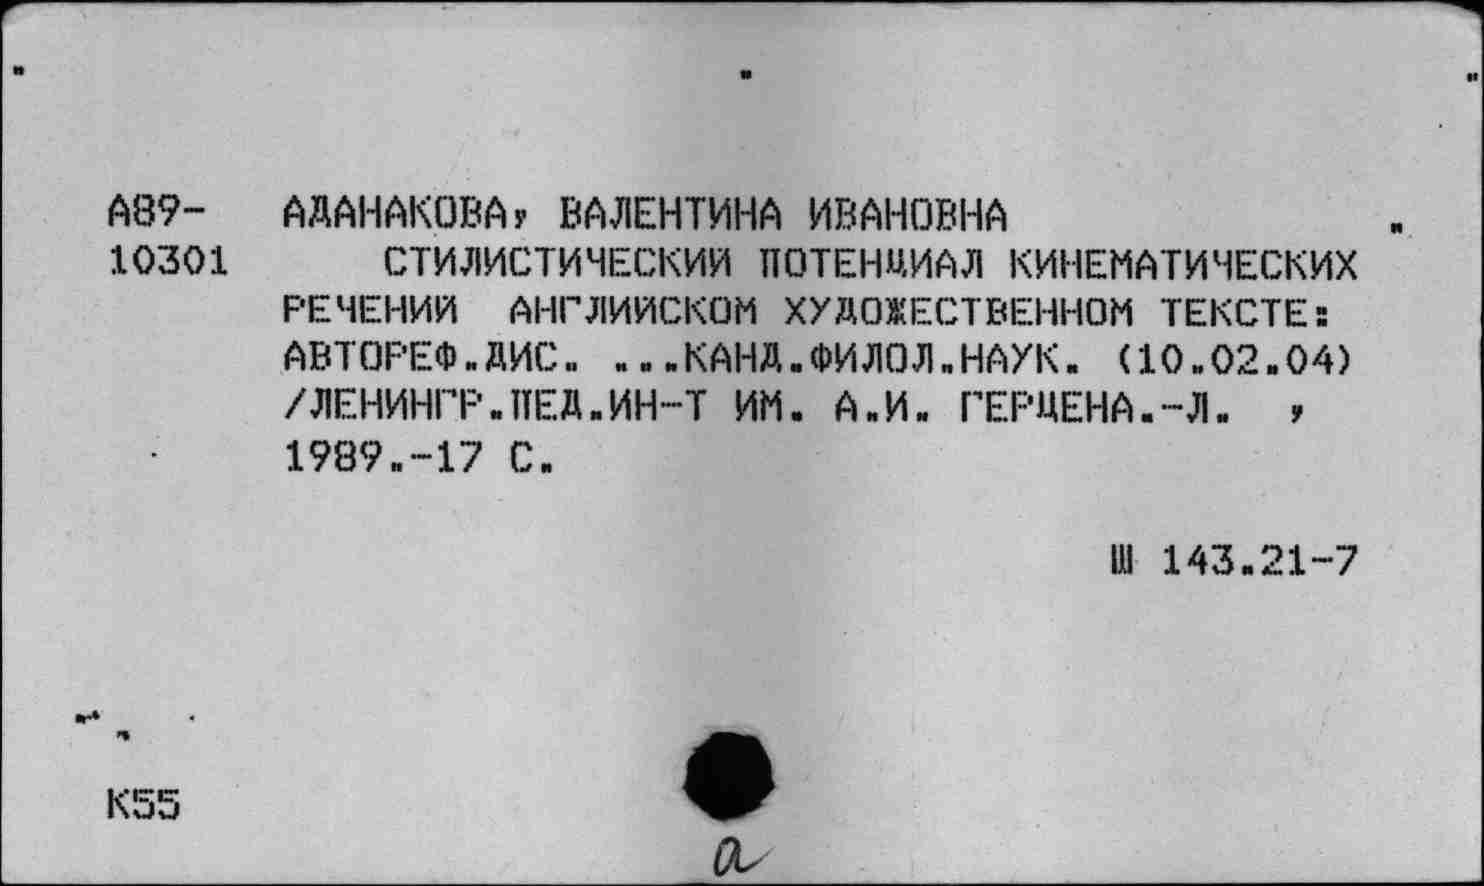 А89- АДАНАКОВА, ВАЛЕНТИНА ИВАНОВНА
10301 СТИЛИСТИЧЕСКИЙ ПОТЕНЦИАЛ КИНЕМАТИЧЕСКИХ
РЕЧЕНИЙ АНГЛИЙСКОМ ХУДОЖЕСТВЕННОМ ТЕКСТЕ:
АВТОРЕФ.ДИС. ...КАНД.ФИЛОЛ.НАУК. (10.02.04)
/ЛЕНИНГР.ПЕД.ИН-Т ИМ. А.И. ГЕРЦЕНА.-Л. ,
1989.-17 С.
Ш 143.21-7
К55
а